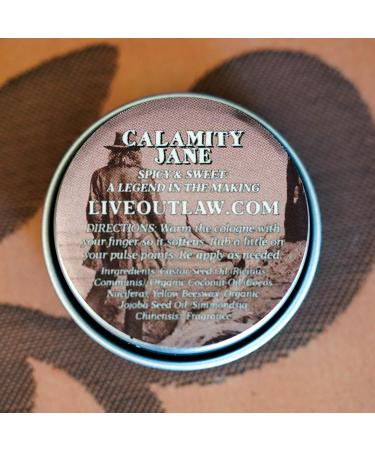 CALAMITY
JANE
SPICY & SWEET
A LEGEND IN THE MAKING
LIVEOUTLAW.COM
DIRECTIONS: Warm the cologne with
your finger so it softens. Rub a little on
your pulse points. Re apply as needed.
Ingredients: Castor Seed Oil (Ricinus
Communis), Organic Coconut Oil (Cocos
Nucifera), Yellow Beeswax, Organic
Jojoba Seed Oil, Simmondsia
Chinensis), Fragrance